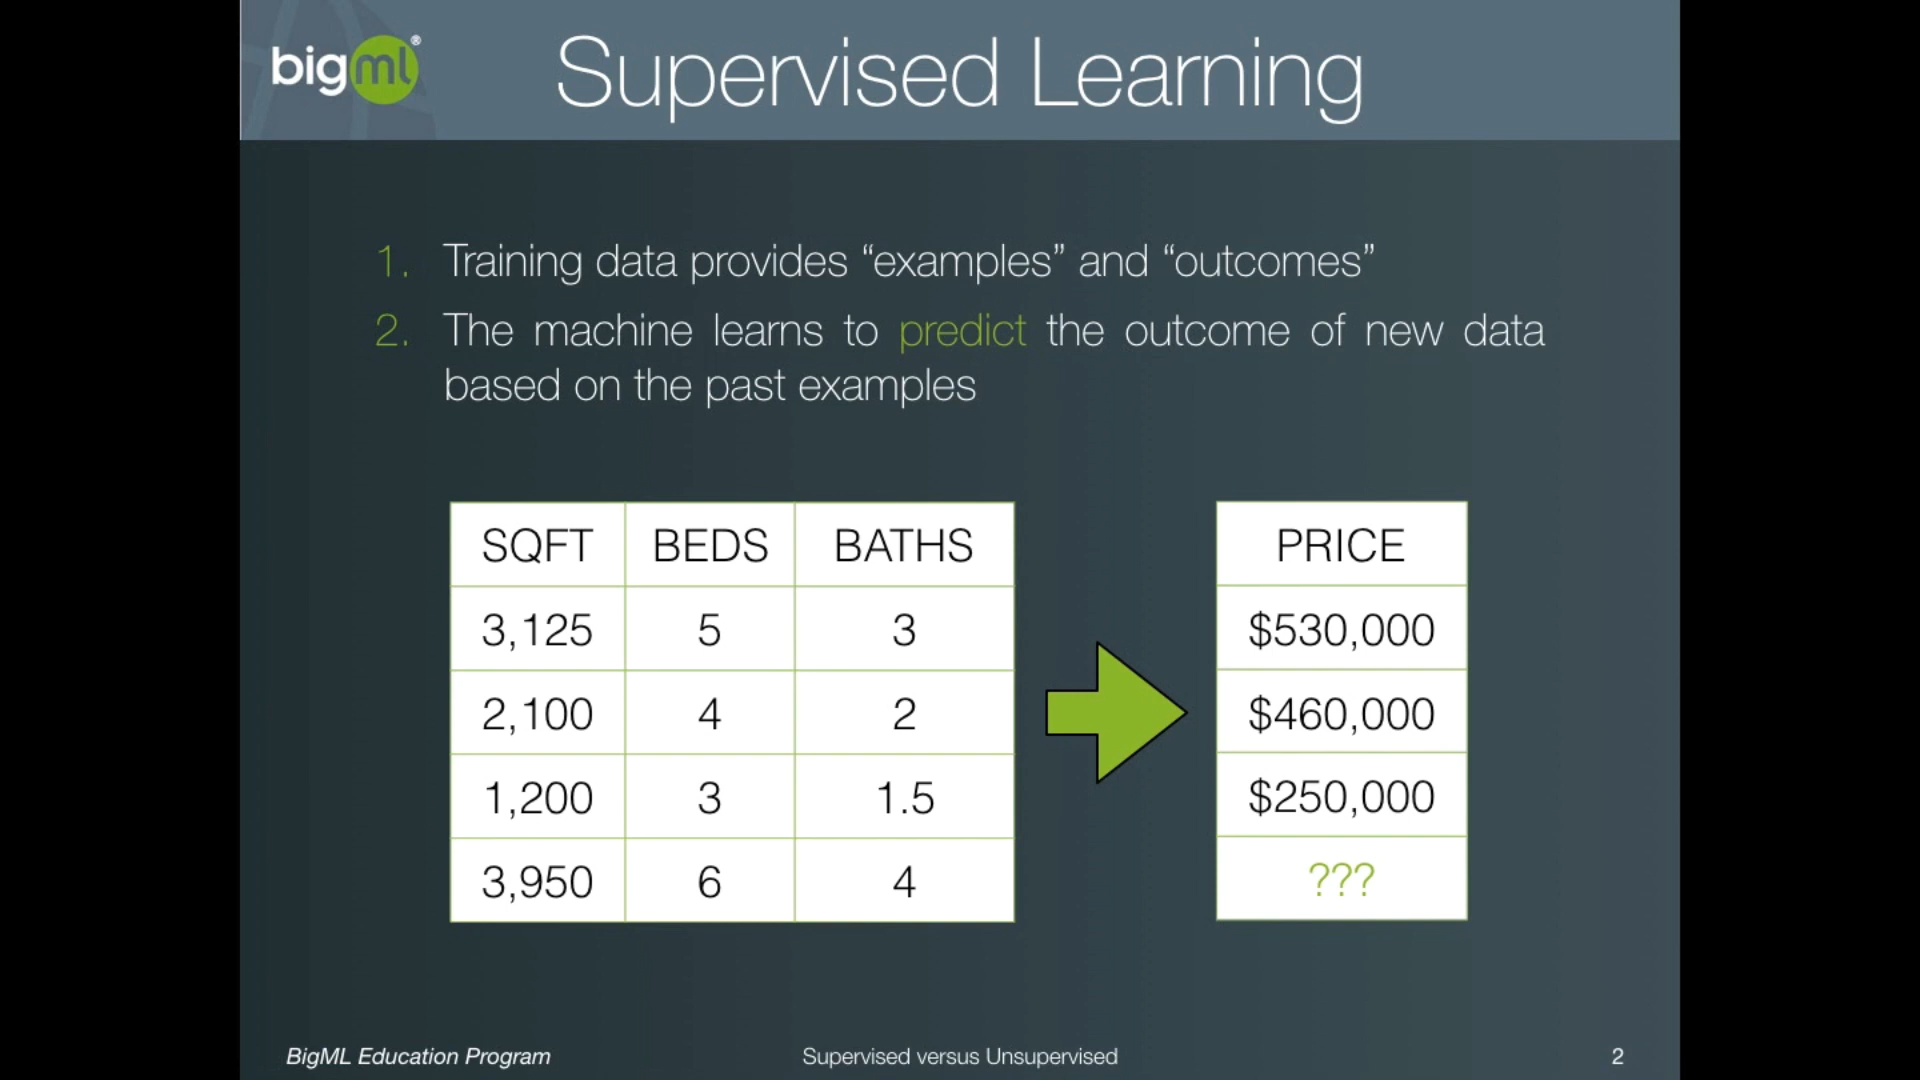 bigml®
Supervised Learning
1. Training data provides “examples” and “outcomes”
2. The machine learns to predict the outcome of new data
based on the past examples
SQFT BEDS BATHS PRICE
3,125 5 3 $530,000
2,100 4 2 $460,000
1,200 3 1.5 $250,000
3,950 6 4 ???
BigML Education Program Supervised versus Unsupervised 2